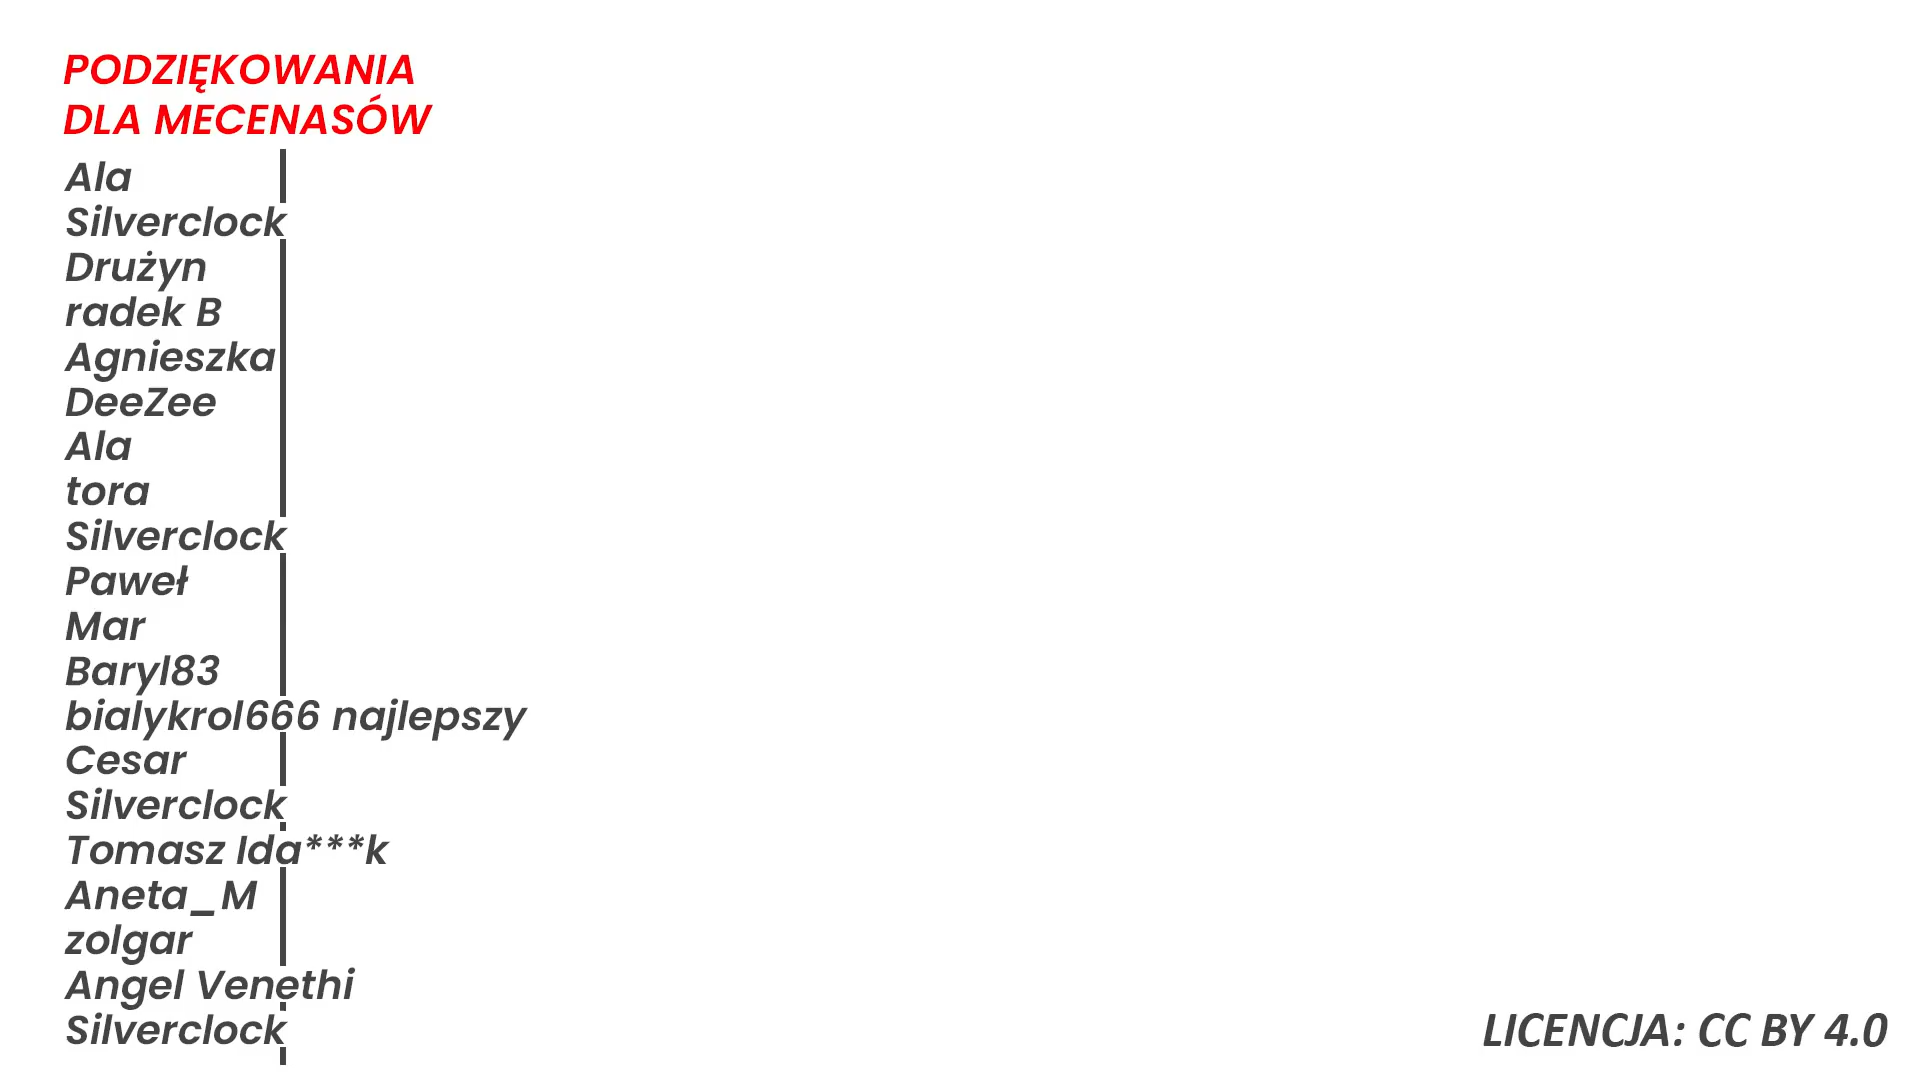 PODZIĘKOWANIA
DLA MECENASÓW
Ala
Silverclock
Drużyn
radek B
Agnieszka
DeeZee
Ala
tora
Silverclock
Paweł
Mar
Baryl83
bialykrol666 najlepszy
Cesar
Silverclock
Tomasz Ida***k
Aneta_M
zolgar
Angel Venethi
Silverclock
LICENCJA: CC BY 4.0